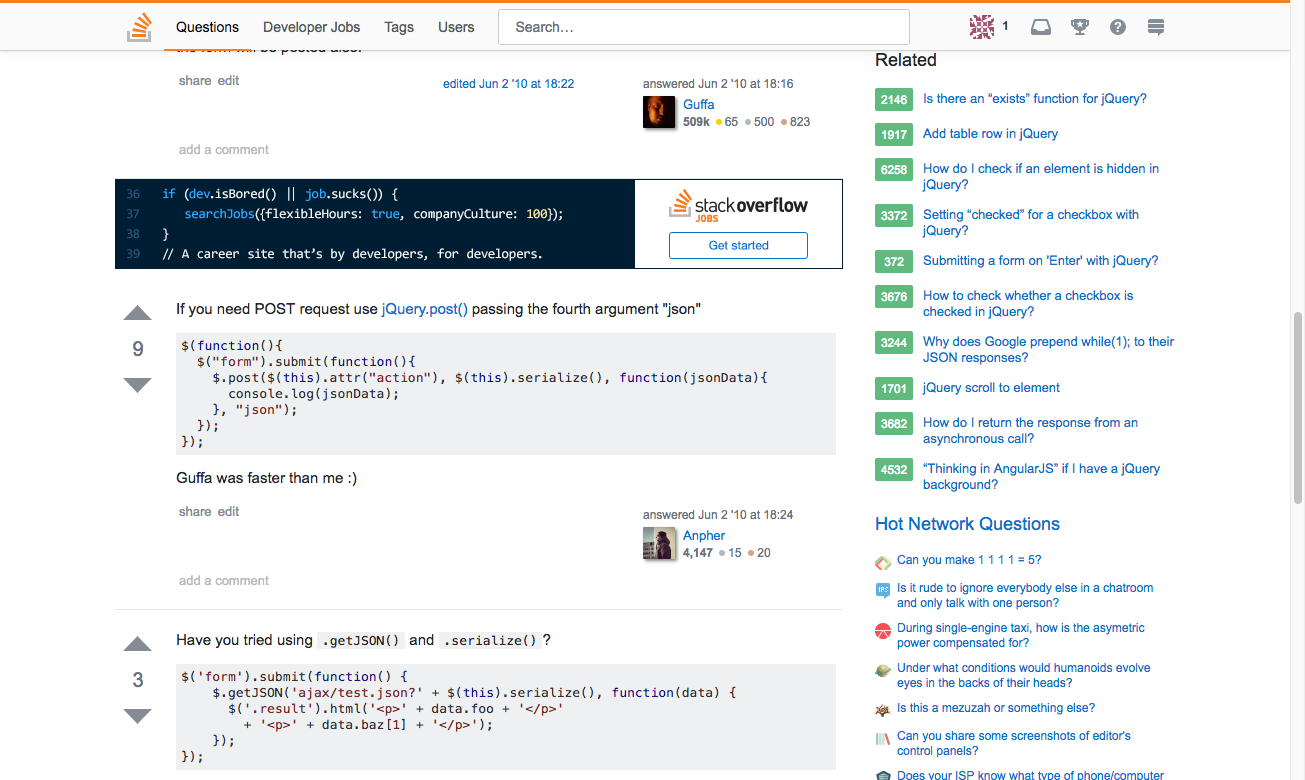 Questions Developer Jobs Tags Users Search... 1
share edit
edited Jun 2 '10 at 18:22
answered Jun 2 '10 at 18:16
Guffa
509k 65 500 823
add a comment
36 if (dev.isBored() || job.sucks()) {
37 searchJobs({flexibleHours: true, companyCulture: 100});
38 }
39 // A career site that's by developers, for developers.
stackoverflow
JOBS
Get started
If you need POST request use jQuery.post() passing the fourth argument "json"
9
$(function(){
$("form").submit(function(){
$.post($(this).attr("action"), $(this).serialize(), function(jsonData){
console.log(jsonData);
}, "json");
});
});
Guffa was faster than me :)
share edit
answered Jun 2 '10 at 18:24
Anpher
4,147 15 20
add a comment
Have you tried using .getJSON() and .serialize() ?
3
$('form').submit(function() {
$.getJSON('ajax/test.json?' + $(this).serialize(), function(data) {
$('.result').html('<p>' + data.foo + '</p>'
+ '<p>' + data.baz[1] + '</p>');
});
});
Related
2146 Is there an “exists” function for jQuery?
1917 Add table row in jQuery
6258 How do I check if an element is hidden in
jQuery?
3372 Setting “checked” for a checkbox with
jQuery?
372 Submitting a form on 'Enter' with jQuery?
3676 How to check whether a checkbox is
checked in jQuery?
3244 Why does Google prepend while(1); to their
JSON responses?
1701 jQuery scroll to element
3682 How do I return the response from an
asynchronous call?
4532 “Thinking in AngularJS” if I have a jQuery
background?
Hot Network Questions
Can you make 1 1 1 1 = 5?
IPS Is it rude to ignore everybody else in a chatroom
and only talk with one person?
During single-engine taxi, how is the asymetric
power compensated for?
Under what conditions would humanoids evolve
eyes in the backs of their heads?
Is this a mezuzah or something else?
Can you share some screenshots of editor's
control panels?
Does your ISP know what type of phone/computer